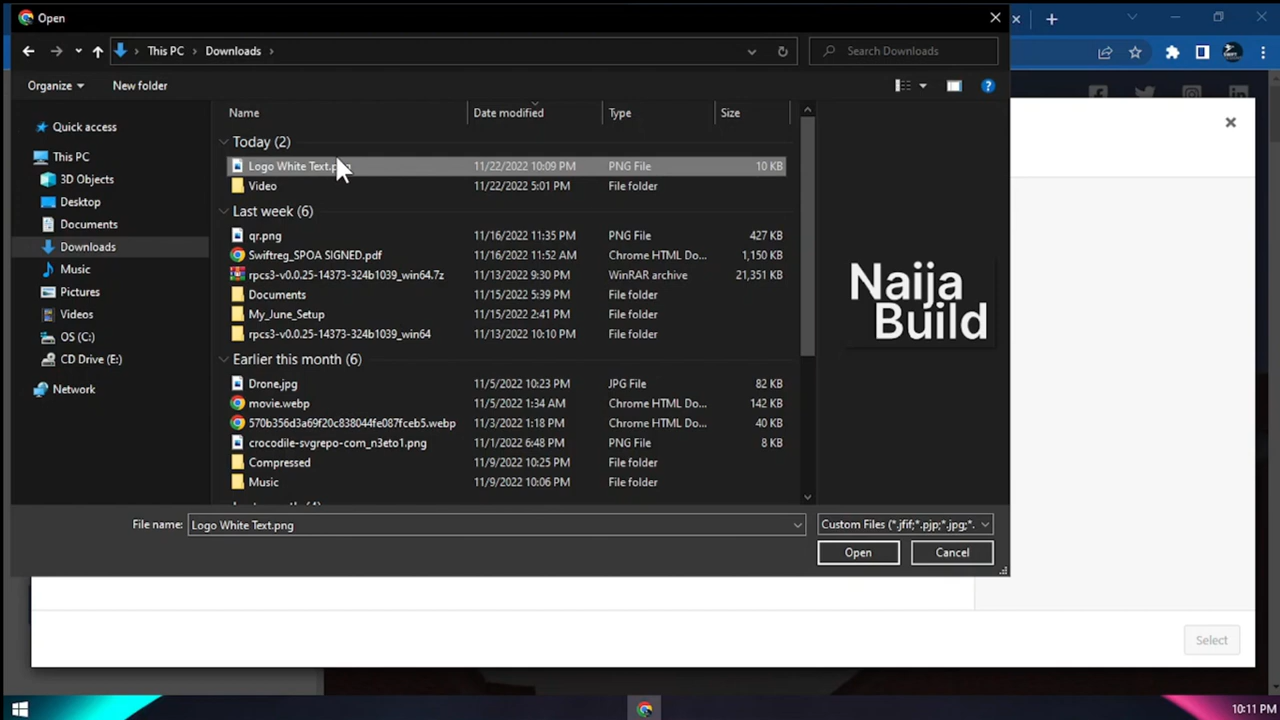 Open
This PC
Downloads
Search Downloads
Organize
New folder
Name
Date modified
Type
Size
Quick access
This PC
3D Objects
Desktop
Documents
Downloads
Music
Pictures
Videos
OS (C:)
CD Drive (E:)
Network
Today (2)
Logo White Text.png 11/22/2022 10:09 PM PNG File 10 KB
Video 11/22/2022 5:01 PM File folder
Last week (6)
qr.png 11/16/2022 11:35 PM PNG File 427 KB
Swiftreg_SPOA SIGNED.pdf 11/16/2022 11:52 AM Chrome HTML Do... 1,150 KB
rpcs3-v0.0.25-14373-324b1039_win64.7z 11/13/2022 9:30 PM WinRAR archive 21,351 KB
Documents 11/15/2022 5:39 PM File folder
My_June_Setup 11/15/2022 2:41 PM File folder
rpcs3-v0.0.25-14373-324b1039_win64 11/13/2022 10:10 PM File folder
Earlier this month (6)
Drone.jpg 11/5/2022 10:23 PM JPG File 82 KB
movie.webp 11/5/2022 1:34 AM Chrome HTML Do... 142 KB
570b356d3a69f20c838044fe087fceb5.webp 11/3/2022 1:18 PM Chrome HTML Do... 40 KB
crocodile-svgrepo-com_n3eto1.png 11/1/2022 6:48 PM PNG File 8 KB
Compressed 11/9/2022 10:25 PM File folder
Music 11/9/2022 10:06 PM File folder
Naija
Build
File name: Logo White Text.png
Custom Files (*.jfif;*.pjp;*.jpg;*.
Open
Cancel
Select
10:11 PM